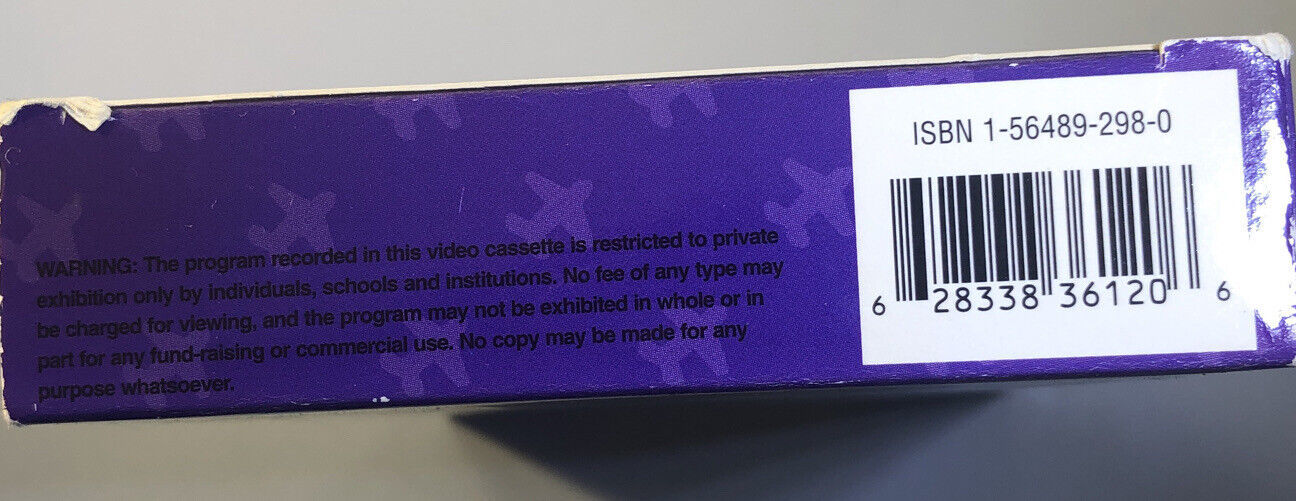 WARNING: The program recorded in this video cassette is restricted to private
exhibition only by individuals, schools and institutions. No fee of any type may
be charged for viewing, and the program may not be exhibited in whole or in
part for any fund-raising or commercial use. No copy may be made for any
purpose whatsoever.
ISBN 1-56489-298-0
6 28338 36120 6